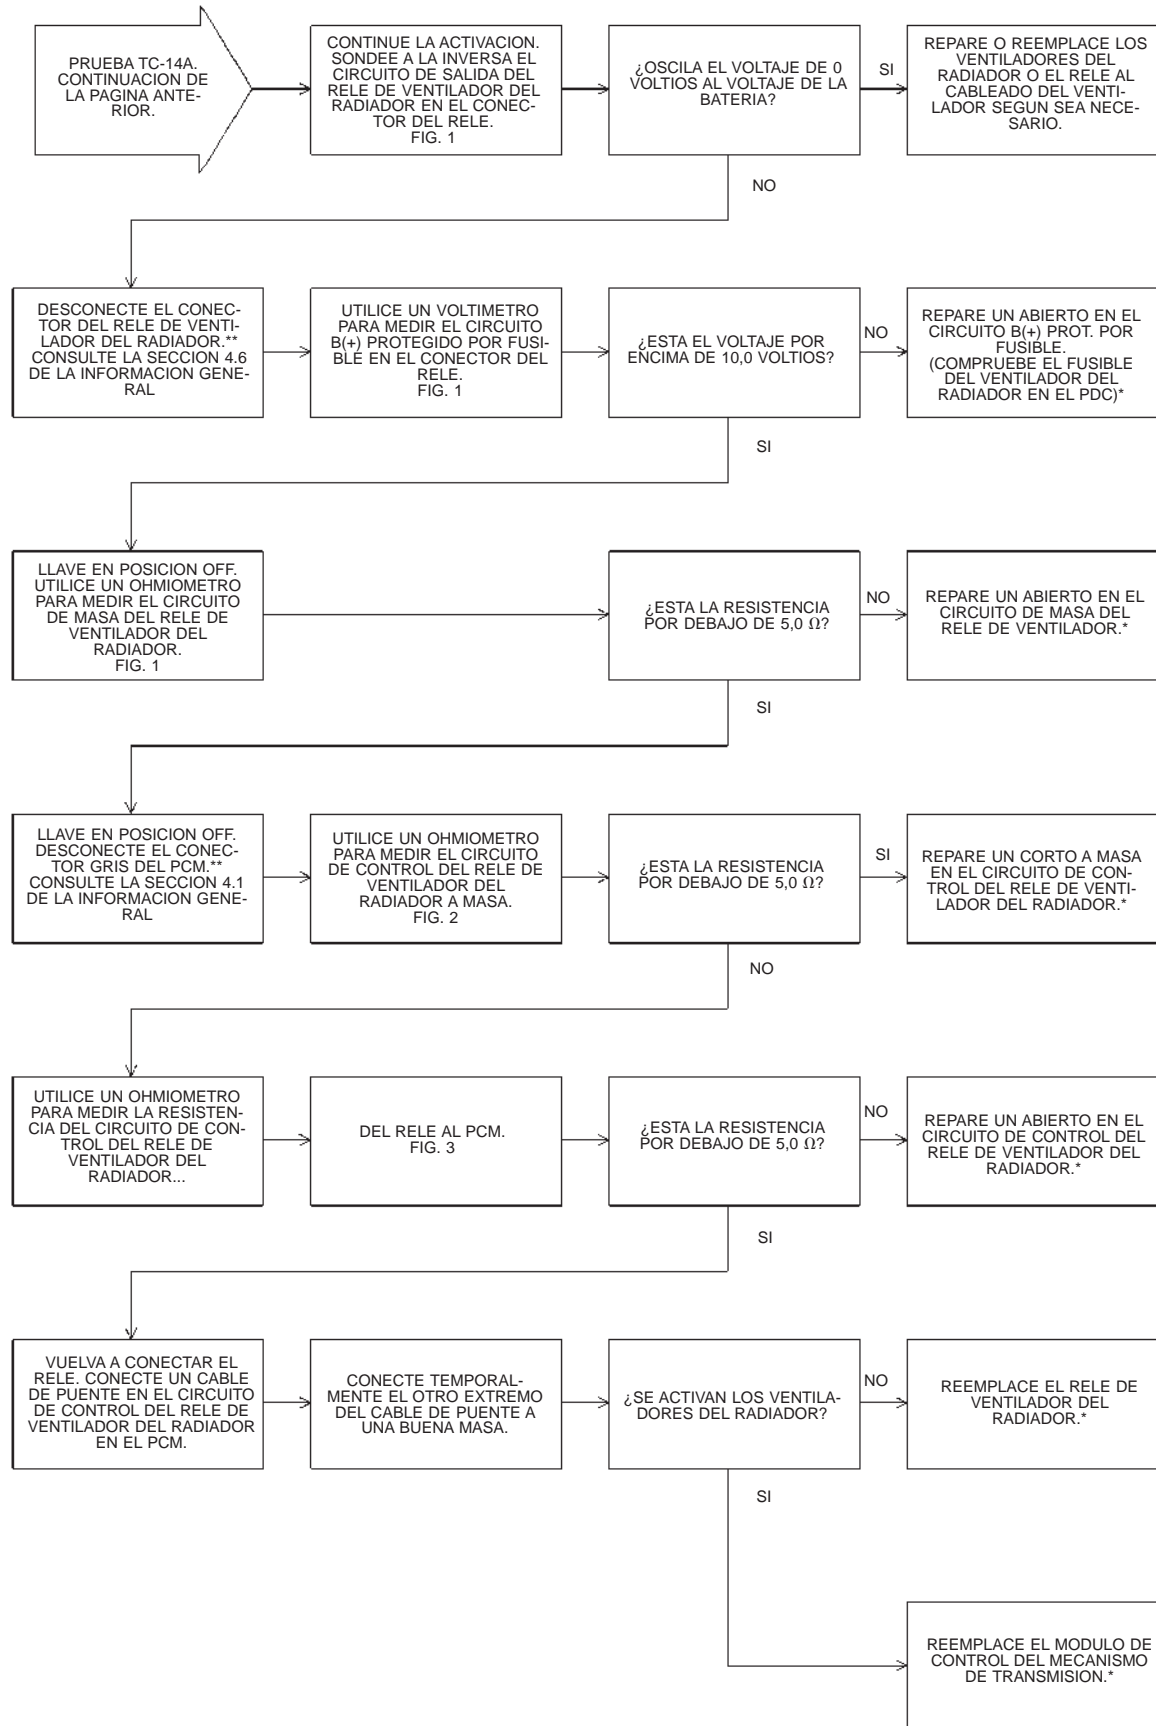 PRUEBA TC-14A.
CONTINUACION DE
LA PAGINA ANTE-
RIOR.
CONTINUE LA ACTIVACION.
SONDEE A LA INVERSA EL
CIRCUITO DE SALIDA DEL
RELE DE VENTILADOR DEL
RADIADOR EN EL CONEC-
TOR DEL RELE.
FIG. 1
¿OSCILA EL VOLTAJE DE 0
VOLTIOS AL VOLTAJE DE LA
BATERIA?
SI
REPARE O REEMPLACE LOS
VENTILADORES DEL
RADIADOR O EL RELE AL
CABLEADO DEL VENTI-
LADOR SEGUN SEA NECE-
SARIO.
NO
DESCONECTE EL CONEC-
TOR DEL RELE DE VENTI-
LADOR DEL RADIADOR.**
CONSULTE LA SECCION 4.6
DE LA INFORMACION GENE-
RAL
UTILICE UN VOLTIMETRO
PARA MEDIR EL CIRCUITO
B(+) PROTEGIDO POR FUSI-
BLE EN EL CONECTOR DEL
RELE.
FIG. 1
¿ESTA EL VOLTAJE POR
ENCIMA DE 10,0 VOLTIOS?
NO
REPARE UN ABIERTO EN EL
CIRCUITO B(+) PROT. POR
FUSIBLE.
(COMPRUEBE EL FUSIBLE
DEL VENTILADOR DEL
RADIADOR EN EL PDC)*
SI
LLAVE EN POSICION OFF.
UTILICE UN OHMIOMETRO
PARA MEDIR EL CIRCUITO
DE MASA DEL RELE DE
VENTILADOR DEL
RADIADOR.
FIG. 1
¿ESTA LA RESISTENCIA
POR DEBAJO DE 5,0 Ω?
NO
REPARE UN ABIERTO EN EL
CIRCUITO DE MASA DEL
RELE DE VENTILADOR.*
SI
LLAVE EN POSICION OFF.
DESCONECTE EL CONEC-
TOR GRIS DEL PCM.**
CONSULTE LA SECCION 4.1
DE LA INFORMACION GENE-
RAL
UTILICE UN OHMIOMETRO
PARA MEDIR EL CIRCUITO
DE CONTROL DEL RELE DE
VENTILADOR DEL
RADIADOR A MASA.
FIG. 2
¿ESTA LA RESISTENCIA
POR DEBAJO DE 5,0 Ω?
SI
REPARE UN CORTO A MASA
EN EL CIRCUITO DE CON-
TROL DEL RELE DE VENTI-
LADOR DEL RADIADOR.*
NO
UTILICE UN OHMIOMETRO
PARA MEDIR LA RESISTEN-
CIA DEL CIRCUITO DE CON-
TROL DEL RELE DE
VENTILADOR DEL
RADIADOR...
DEL RELE AL PCM.
FIG. 3
¿ESTA LA RESISTENCIA
POR DEBAJO DE 5,0 Ω?
NO
REPARE UN ABIERTO EN EL
CIRCUITO DE CONTROL DEL
RELE DE VENTILADOR DEL
RADIADOR.*
SI
VUELVA A CONECTAR EL
RELE. CONECTE UN CABLE
DE PUENTE EN EL CIRCUITO
DE CONTROL DEL RELE DE
VENTILADOR DEL RADIADOR
EN EL PCM.
CONECTE TEMPORAL-
MENTE EL OTRO EXTREMO
DEL CABLE DE PUENTE A
UNA BUENA MASA.
¿SE ACTIVAN LOS VENTILA-
DORES DEL RADIADOR?
NO
REEMPLACE EL RELE DE
VENTILADOR DEL
RADIADOR.*
SI
REEMPLACE EL MODULO DE
CONTROL DEL MECANISMO
DE TRANSMISION.*